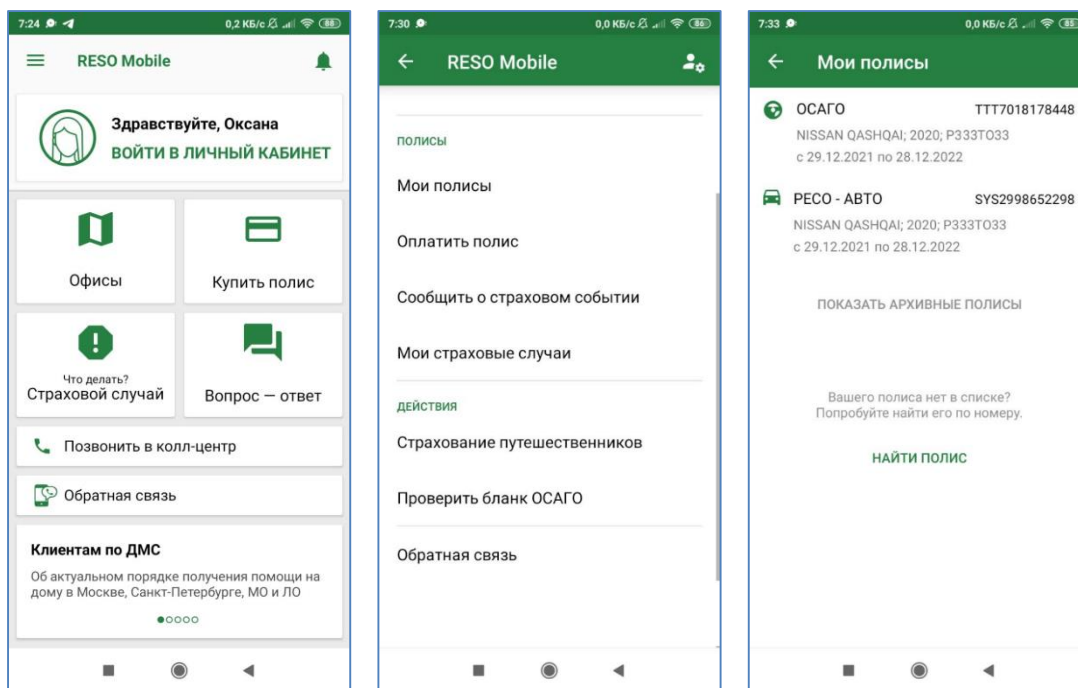 7:24 0,2 КБ/с 88
RESO Mobile
Здравствуйте, Оксана
ВОЙТИ В ЛИЧНЫЙ КАБИНЕТ
Офисы
Купить полис
Что делать?
Страховой случай
Вопрос — ответ
Позвонить в колл-центр
Обратная связь
Клиентам по ДМС
Об актуальном порядке получения помощи на
дому в Москве, Санкт-Петербурге, МО и ЛО
7:30 0,0 КБ/с 86
RESO Mobile
ПОЛИСЫ
Мои полисы
Оплатить полис
Сообщить о страховом событии
Мои страховые случаи
ДЕЙСТВИЯ
Страхование путешественников
Проверить бланк ОСАГО
Обратная связь
7:33 0,0 КБ/с 85
Мои полисы
ОСАГО ТТТ7018178448
NISSAN QASHQAI; 2020; Р333ТО33
с 29.12.2021 по 28.12.2022
РЕСО - АВТО SYS2998652298
NISSAN QASHQAI; 2020; Р333ТО33
с 29.12.2021 по 28.12.2022
ПОКАЗАТЬ АРХИВНЫЕ ПОЛИСЫ
Вашего полиса нет в списке?
Попробуйте найти его по номеру.
НАЙТИ ПОЛИС